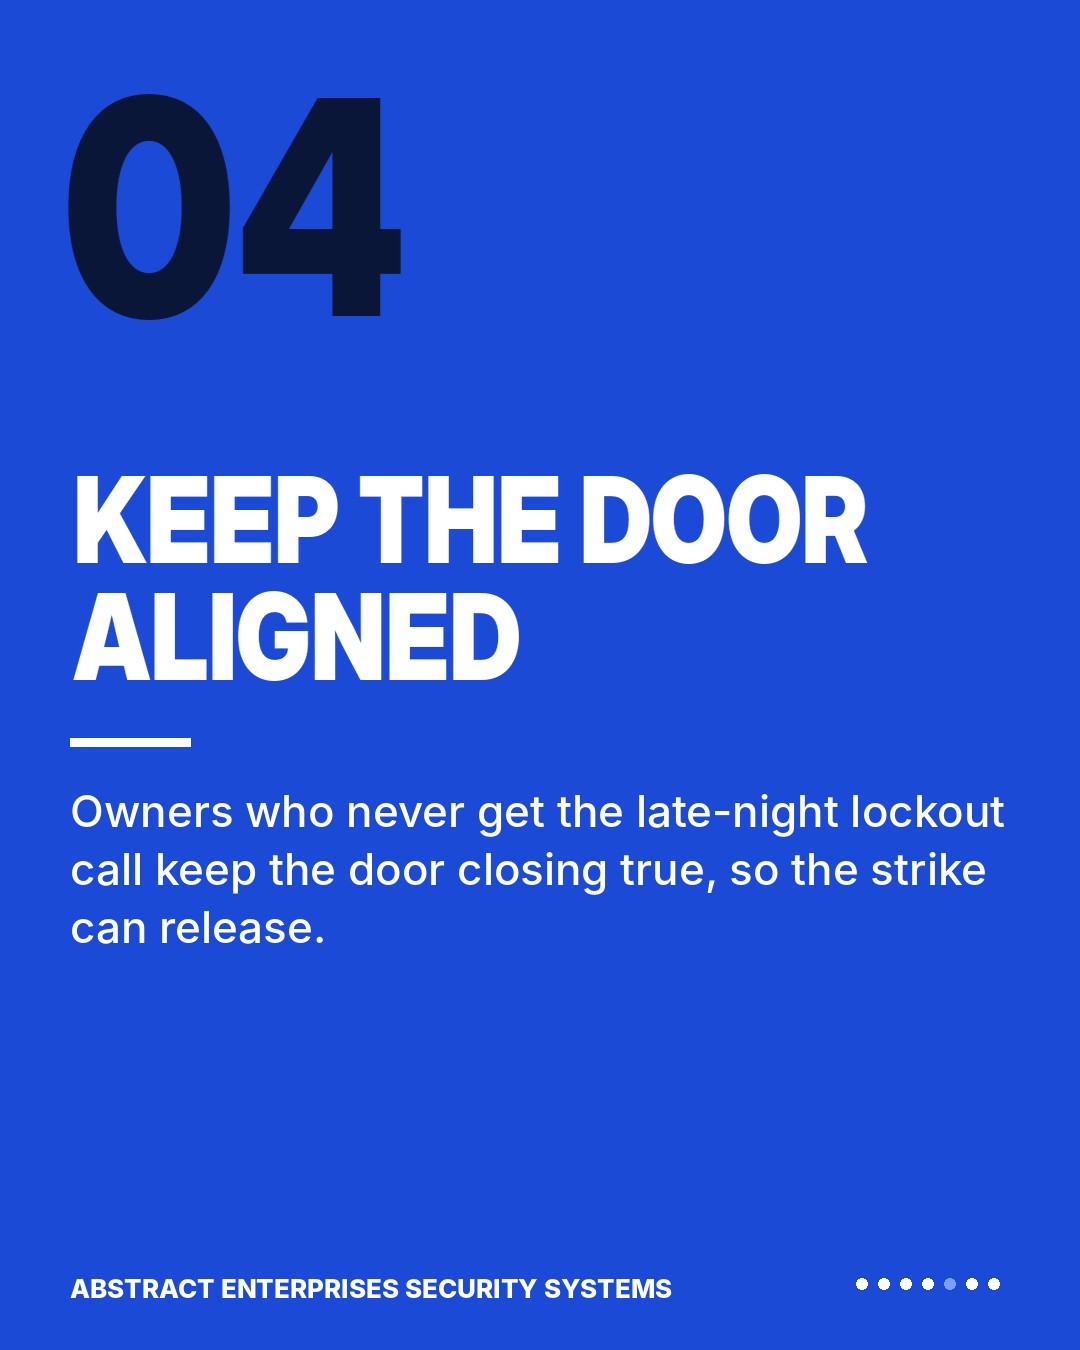 04
KEEP THE DOOR
ALIGNED
Owners who never get the late-night lockout
call keep the door closing true, so the strike
can release.
ABSTRACT ENTERPRISES SECURITY SYSTEMS